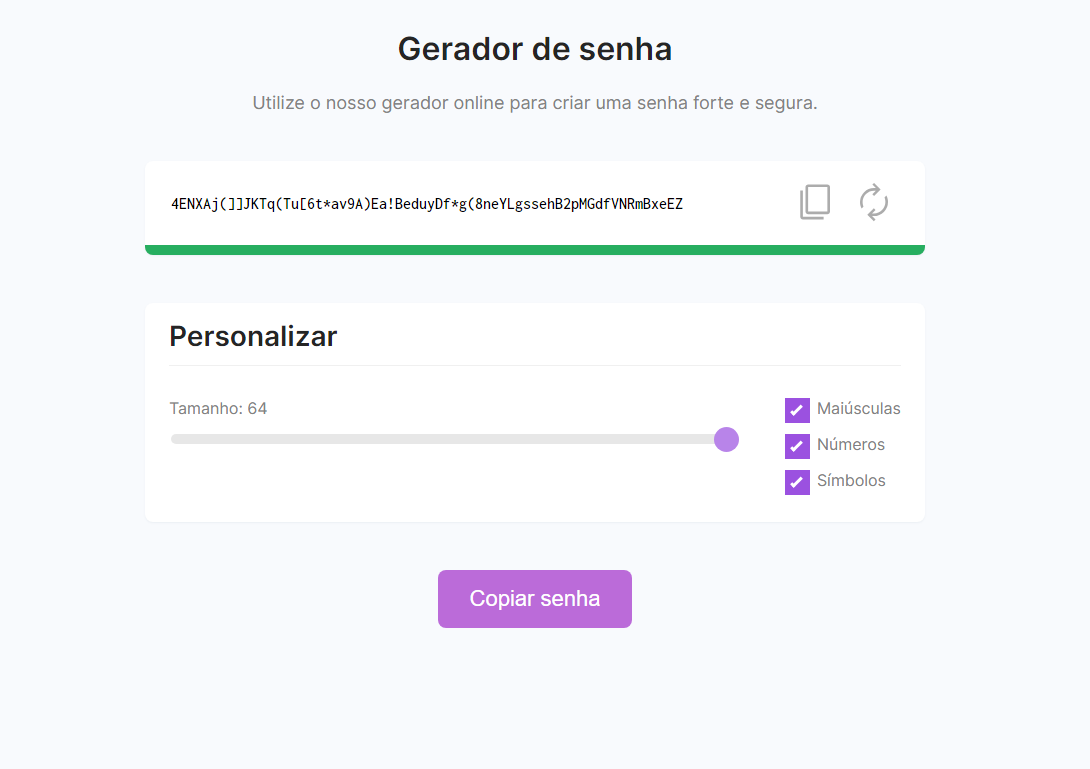 Gerador de senha
Utilize o nosso gerador online para criar uma senha forte e segura.
4ENXAj(]]JKTq(Tu[6t*av9A)Ea!BeduyDf*g(8neYLgssehB2pMGdfVNRmBxeEZ
Personalizar
Tamanho: 64
Maiúsculas
Números
Símbolos
Copiar senha